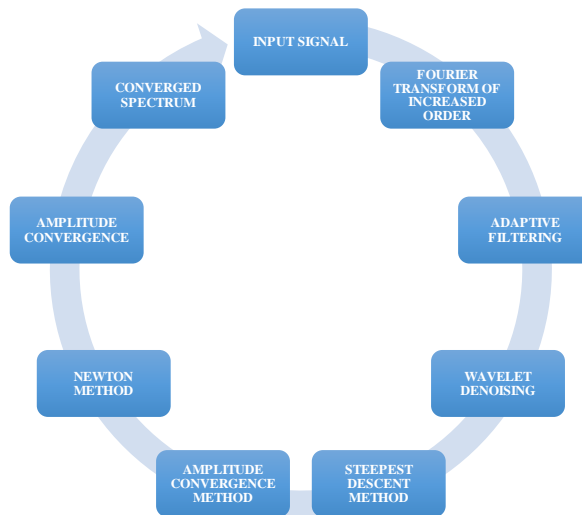 INPUT SIGNAL
FOURIER
TRANSFORM OF
INCREASED
ORDER
ADAPTIVE
FILTERING
WAVELET
DENOISING
STEEPEST
DESCENT
METHOD
AMPLITUDE
CONVERGENCE
METHOD
NEWTON
METHOD
AMPLITUDE
CONVERGENCE
CONVERGED
SPECTRUM